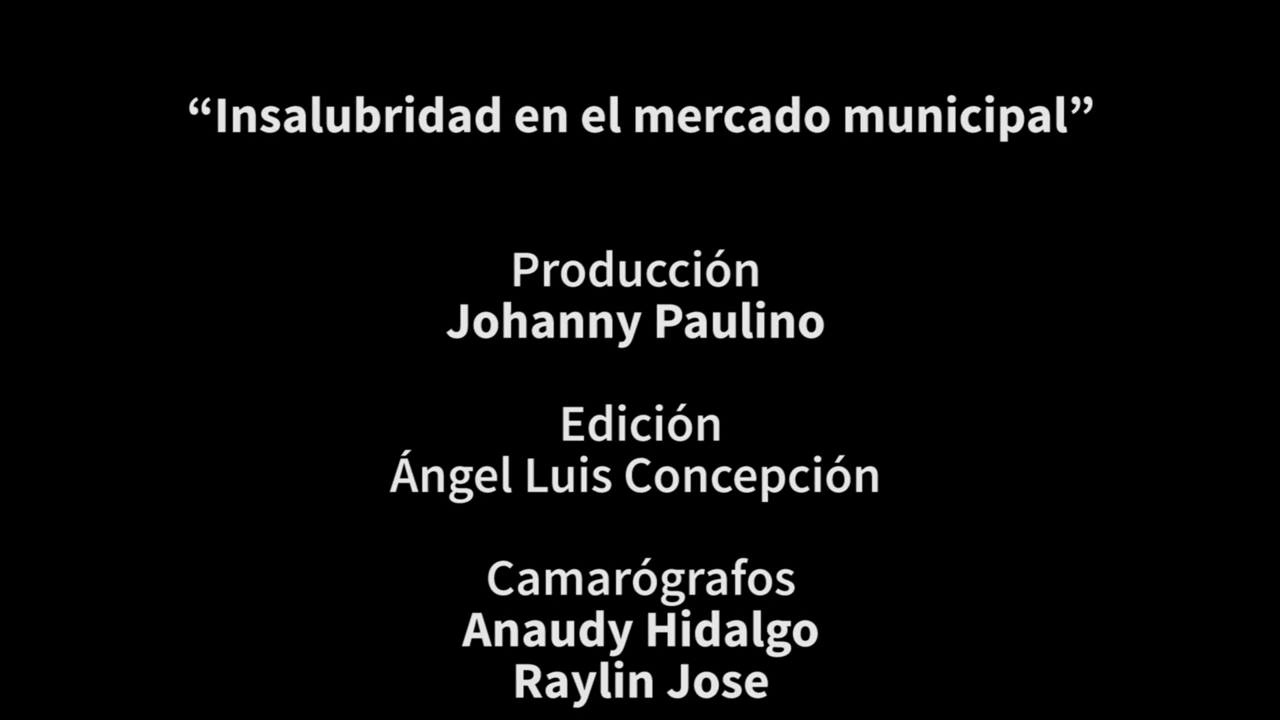 “Insalubridad en el mercado municipal”
Producción
Johanny Paulino
Edición
Ángel Luis Concepción
Camarógrafos
Anaudy Hidalgo
Raylin Jose